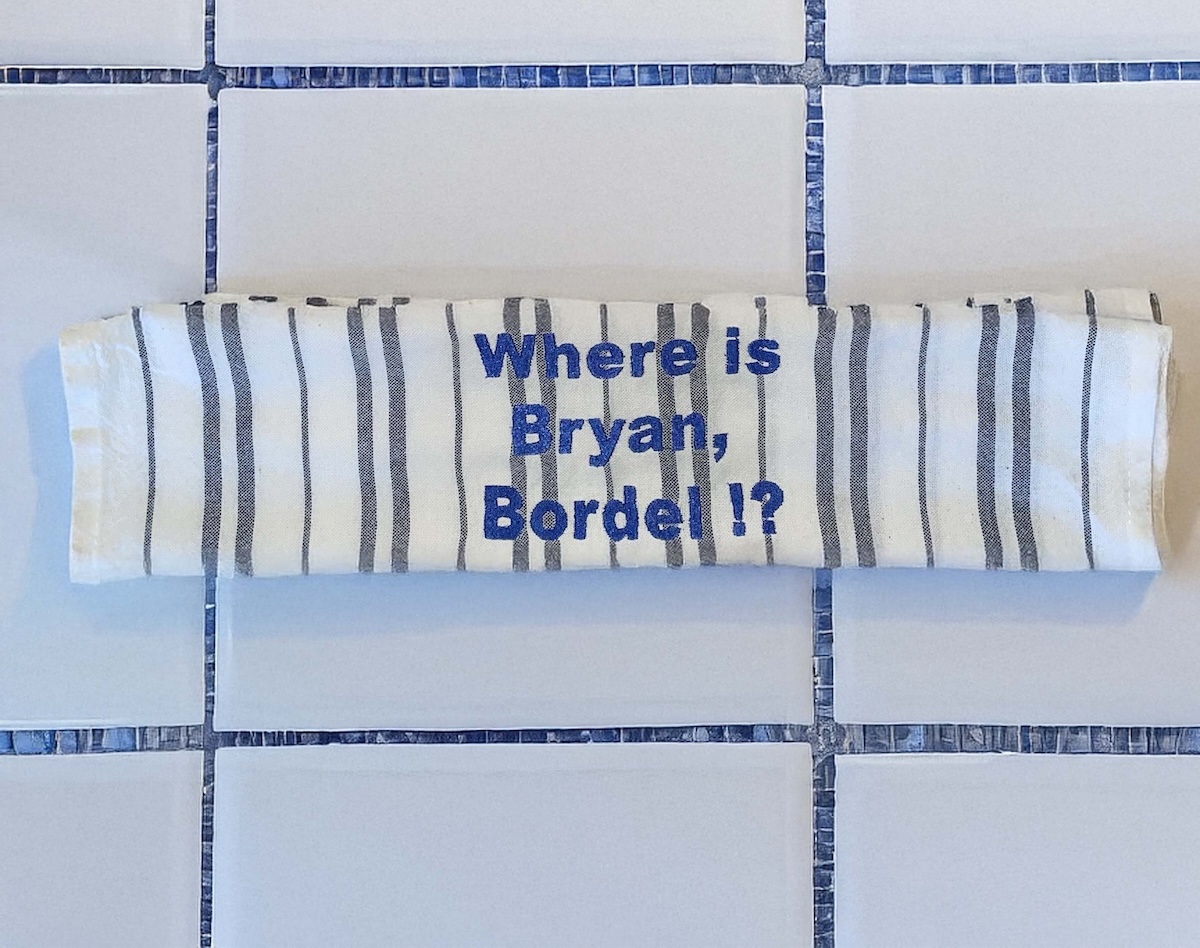 Where is
Bryan,
Bordel !?